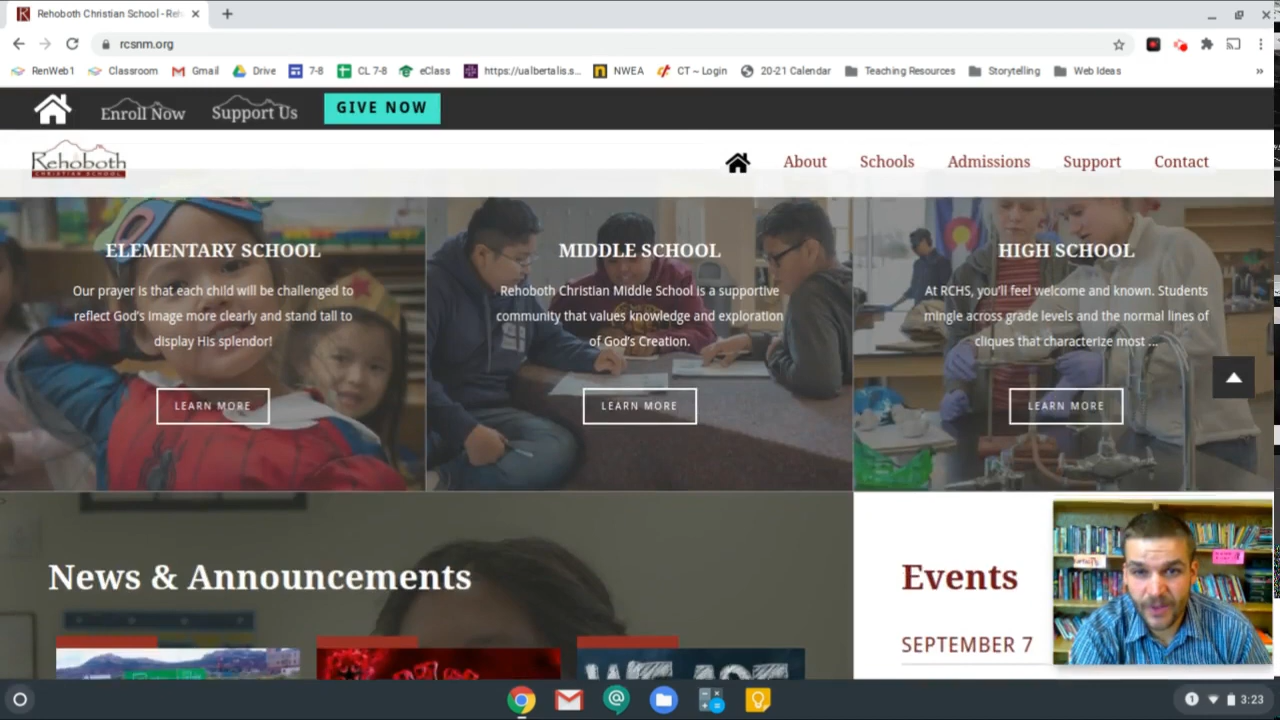 Rehoboth Christian School - Reh
rcsnm.org
RenWeb1 Classroom Gmail Drive 7-8 CL 7-8 eClass https://ualbertalis.s... NWEA CT ~ Login 20-21 Calendar Teaching Resources Storytelling Web Ideas »
Enroll Now Support Us GIVE NOW
Rehoboth
CHRISTIAN SCHOOL
About Schools Admissions Support Contact
ELEMENTARY SCHOOL
Our prayer is that each child will be challenged to
reflect God's image more clearly and stand tall to
display His splendor!
LEARN MORE
MIDDLE SCHOOL
Rehoboth Christian Middle School is a supportive
community that values knowledge and exploration
of God's Creation.
LEARN MORE
HIGH SCHOOL
At RCHS, you'll feel welcome and known. Students
mingle across grade levels and the normal lines of
cliques that characterize most ...
LEARN MORE
News & Announcements
Events
SEPTEMBER 7
1 3:23